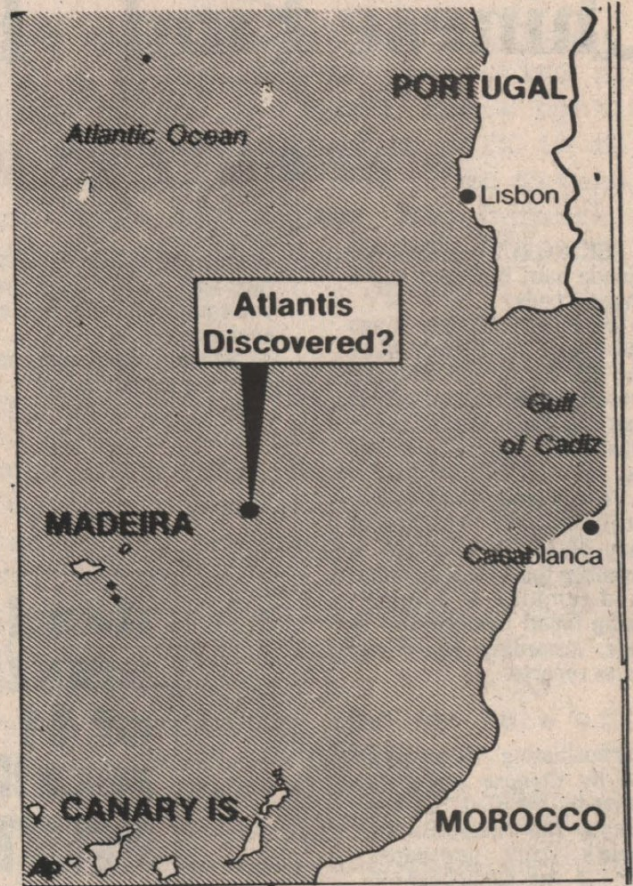 PORTUGAL
Atlantic Ocean
Lisbon
Atlantis
Discovered?
Gulf
of Cadiz
MADEIRA
Casablanca
CANARY IS.
MOROCCO
AP